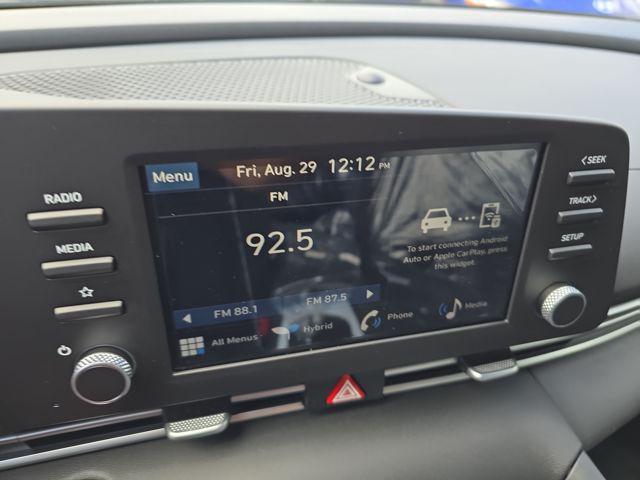 RADIO
MEDIA
Menu
Fri, Aug. 29 12:12 PM
FM
92.5
To start connecting Android
Auto or Apple CarPlay, press
this widget.
FM 88.1
FM 87.5
All Menus
Hybrid
Phone
Media
<SEEK
TRACK>
SETUP